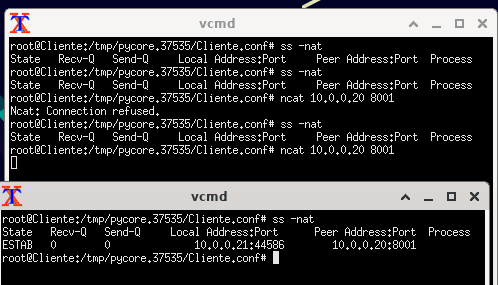 vcmd
root@Cliente:/tmp/pycore.37535/Cliente.conf# ss -nat
State Recv-Q Send-Q Local Address:Port Peer Address:Port Process
root@Cliente:/tmp/pycore.37535/Cliente.conf# ss -nat
State Recv-Q Send-Q Local Address:Port Peer Address:Port Process
root@Cliente:/tmp/pycore.37535/Cliente.conf# ncat 10.0.0.20 8001
Ncat: Connection refused.
root@Cliente:/tmp/pycore.37535/Cliente.conf# ss -nat
State Recv-Q Send-Q Local Address:Port Peer Address:Port Process
root@Cliente:/tmp/pycore.37535/Cliente.conf# ncat 10.0.0.20 8001
vcmd
root@Cliente:/tmp/pycore.37535/Cliente.conf# ss -nat
State Recv-Q Send-Q Local Address:Port Peer Address:Port Process
ESTAB 0 0 10.0.0.21:44586 10.0.0.20:8001
root@Cliente:/tmp/pycore.37535/Cliente.conf#